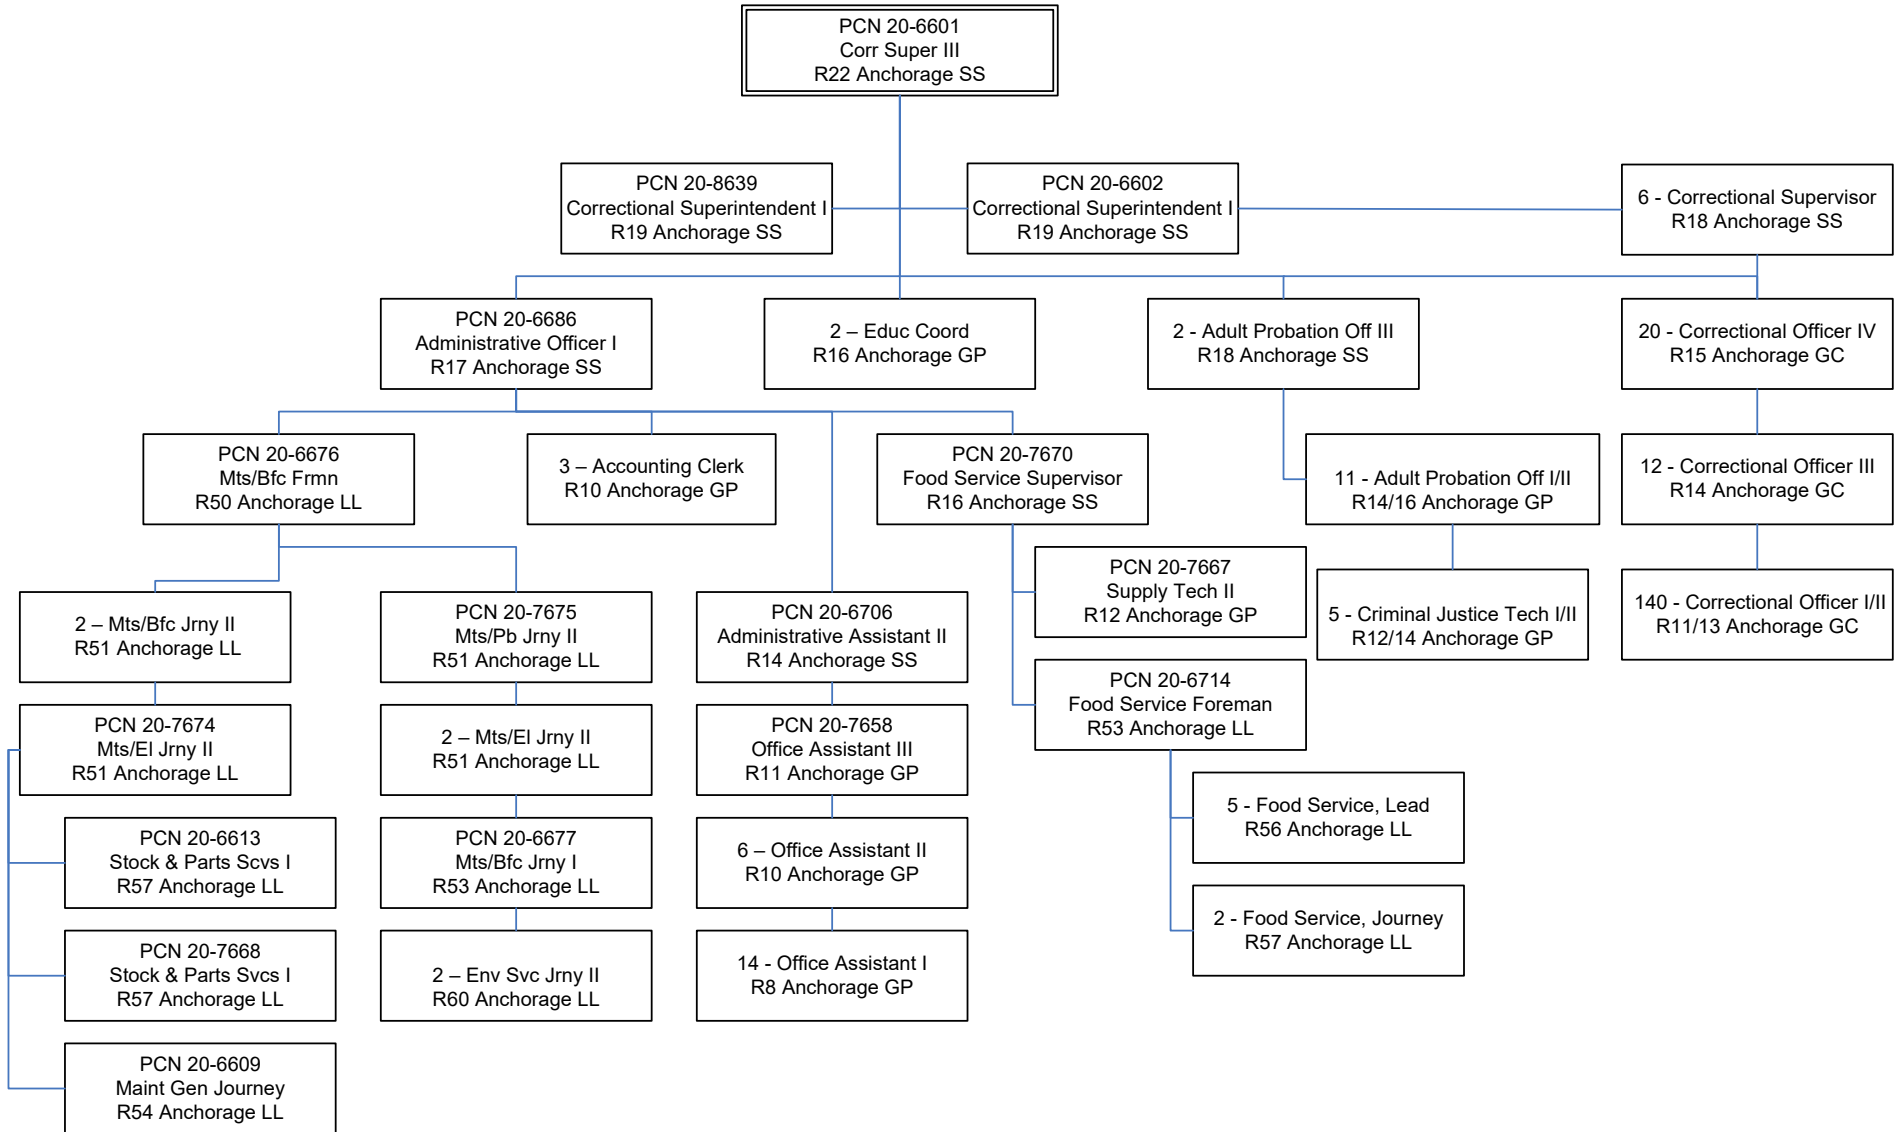 PCN 20-6601
Corr Super III
R22 Anchorage SS
PCN 20-8639
Correctional Superintendent I
R19 Anchorage SS
PCN 20-6602
Correctional Superintendent I
R19 Anchorage SS
6 - Correctional Supervisor
R18 Anchorage SS
PCN 20-6686
Administrative Officer I
R17 Anchorage SS
2 – Educ Coord
R16 Anchorage GP
2 - Adult Probation Off III
R18 Anchorage SS
20 - Correctional Officer IV
R15 Anchorage GC
PCN 20-6676
Mts/Bfc Frmn
R50 Anchorage LL
3 – Accounting Clerk
R10 Anchorage GP
PCN 20-7670
Food Service Supervisor
R16 Anchorage SS
11 - Adult Probation Off I/II
R14/16 Anchorage GP
12 - Correctional Officer III
R14 Anchorage GC
PCN 20-7667
Supply Tech II
R12 Anchorage GP
5 - Criminal Justice Tech I/II
R12/14 Anchorage GP
140 - Correctional Officer I/II
R11/13 Anchorage GC
2 – Mts/Bfc Jrny II
R51 Anchorage LL
PCN 20-7675
Mts/Pb Jrny II
R51 Anchorage LL
PCN 20-6706
Administrative Assistant II
R14 Anchorage SS
PCN 20-6714
Food Service Foreman
R53 Anchorage LL
PCN 20-7674
Mts/El Jrny II
R51 Anchorage LL
2 – Mts/El Jrny II
R51 Anchorage LL
PCN 20-7658
Office Assistant III
R11 Anchorage GP
5 - Food Service, Lead
R56 Anchorage LL
PCN 20-6613
Stock & Parts Scvs I
R57 Anchorage LL
PCN 20-6677
Mts/Bfc Jrny I
R53 Anchorage LL
6 – Office Assistant II
R10 Anchorage GP
2 - Food Service, Journey
R57 Anchorage LL
PCN 20-7668
Stock & Parts Svcs I
R57 Anchorage LL
2 – Env Svc Jrny II
R60 Anchorage LL
14 - Office Assistant I
R8 Anchorage GP
PCN 20-6609
Maint Gen Journey
R54 Anchorage LL